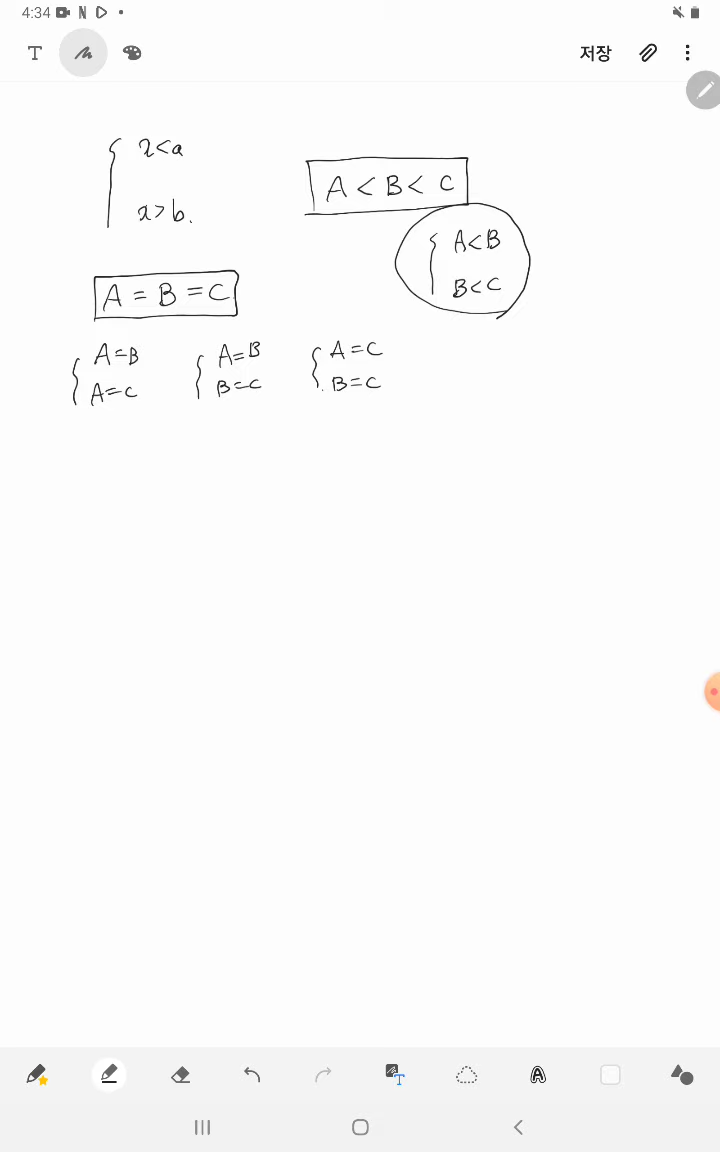 4:34
T
저장
x<a
x>b.
A<B<C
A<B
B<C
A=B=C
A=B
A=C
A=B
B=C
A=C
B=C